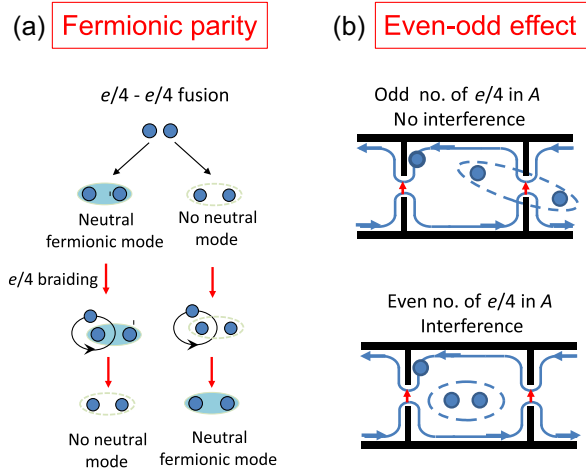 (a) Fermionic parity
e/4 - e/4 fusion
Neutral
fermionic mode
No neutral
mode
e/4 braiding
No neutral
mode
Neutral
fermionic mode
(b) Even-odd effect
Odd no. of e/4 in A
No interference
Even no. of e/4 in A
Interference